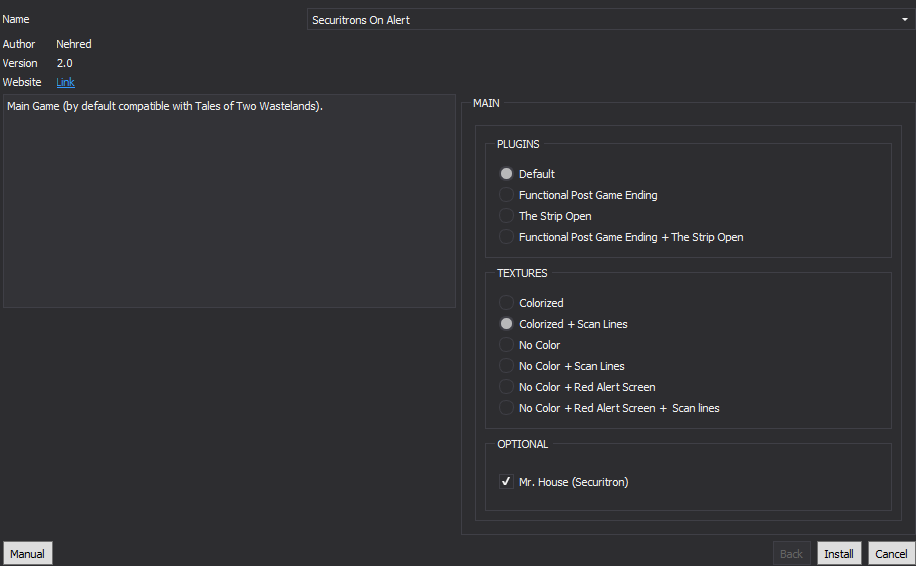 Name
Securitrons On Alert
Author Nehred
Version 2.0
Website Link
Main Game (by default compatible with Tales of Two Wastelands).
MAIN
PLUGINS
Default
Functional Post Game Ending
The Strip Open
Functional Post Game Ending + The Strip Open
TEXTURES
Colorized
Colorized + Scan Lines
No Color
No Color + Scan Lines
No Color + Red Alert Screen
No Color + Red Alert Screen + Scan lines
OPTIONAL
Mr. House (Securitron)
Manual
Back
Install
Cancel